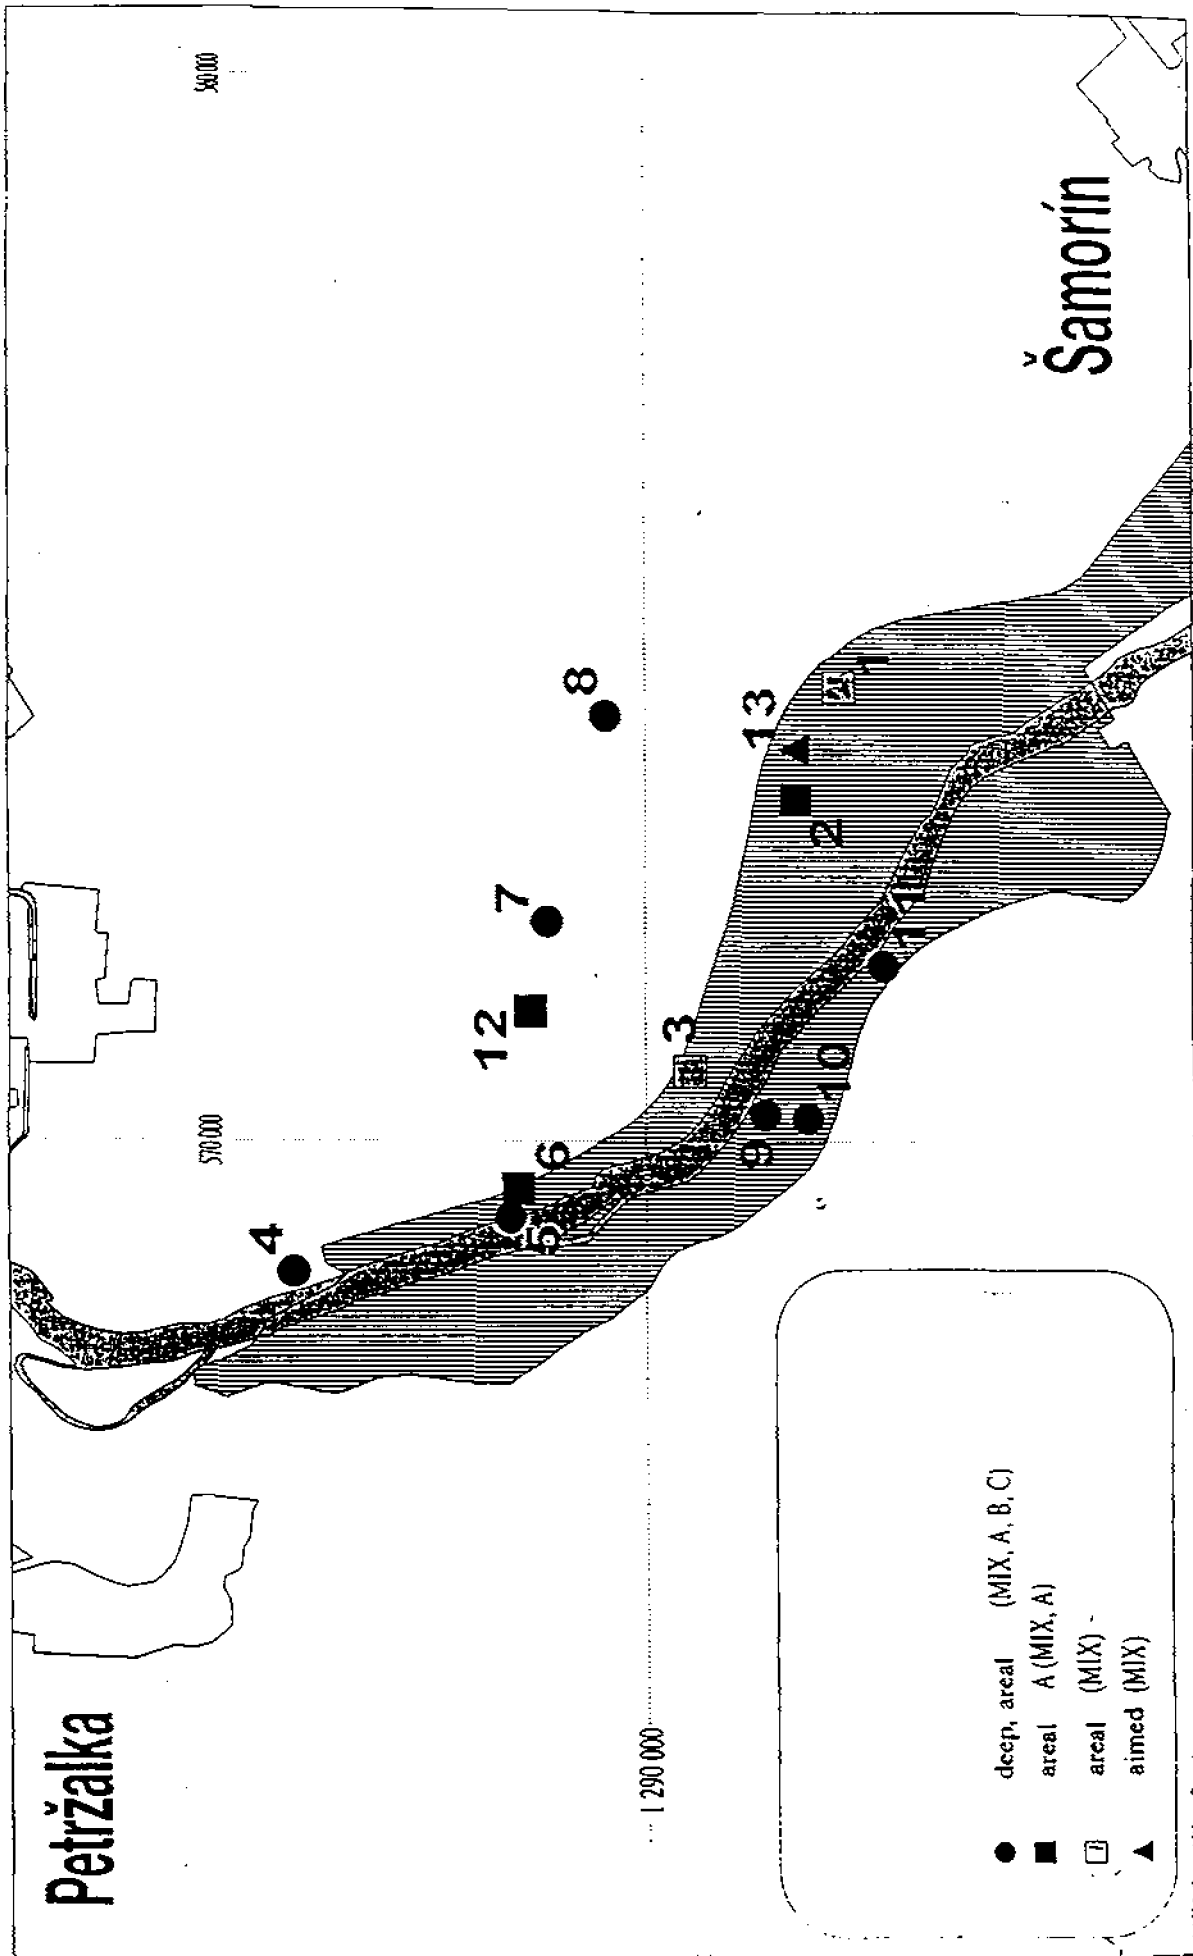 Petržalka
Šamorín
560 000
570 000
1 290 000
4
5
6
12
7
8
3
9
10
11
2
13
1
deep, areal (MIX, A, B, C)
areal A (MIX, A)
areal (MIX)
aimed (MIX)